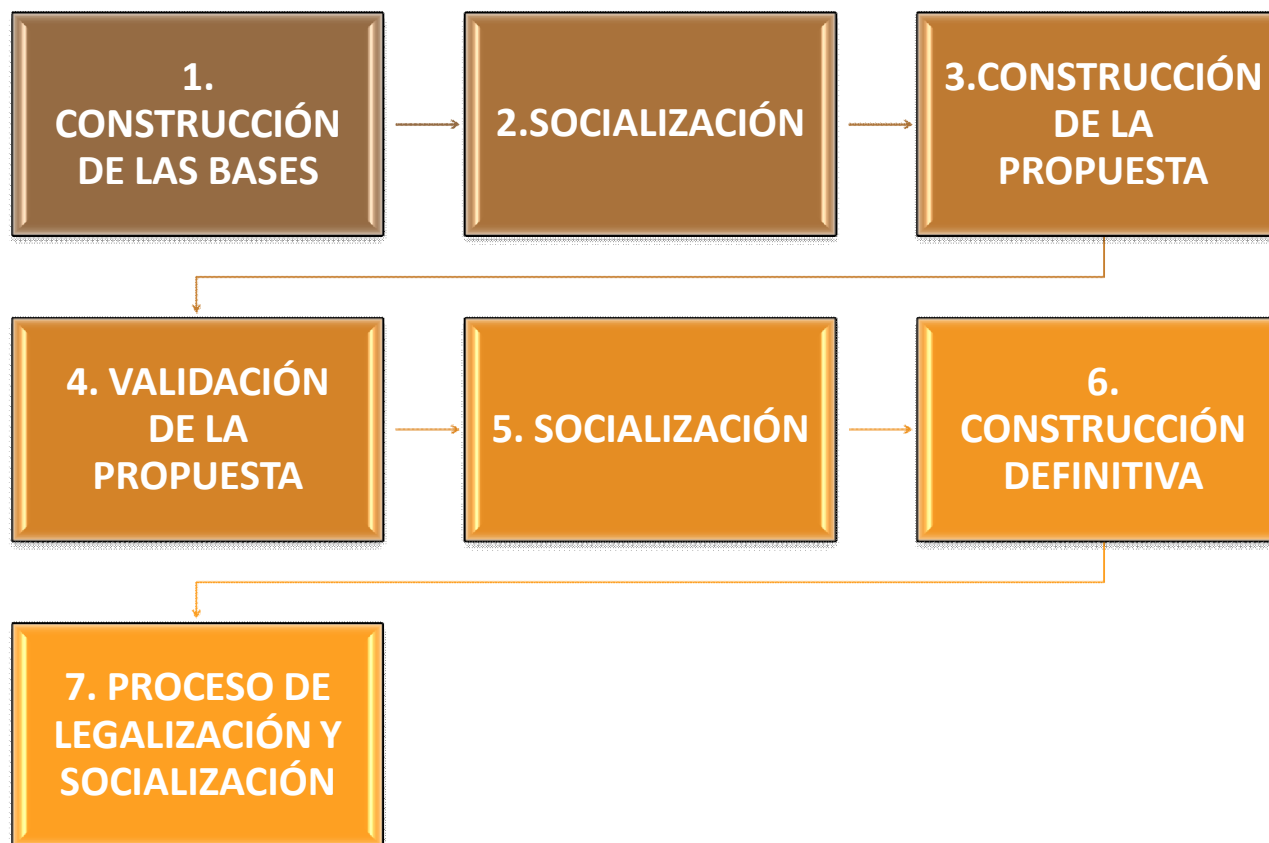 1.
CONSTRUCCIÓN
DE LAS BASES
2.SOCIALIZACIÓN
3.CONSTRUCCIÓN
DE LA
PROPUESTA
4. VALIDACIÓN
DE LA
PROPUESTA
5. SOCIALIZACIÓN
6.
CONSTRUCCIÓN
DEFINITIVA
7. PROCESO DE
LEGALIZACIÓN Y
SOCIALIZACIÓN